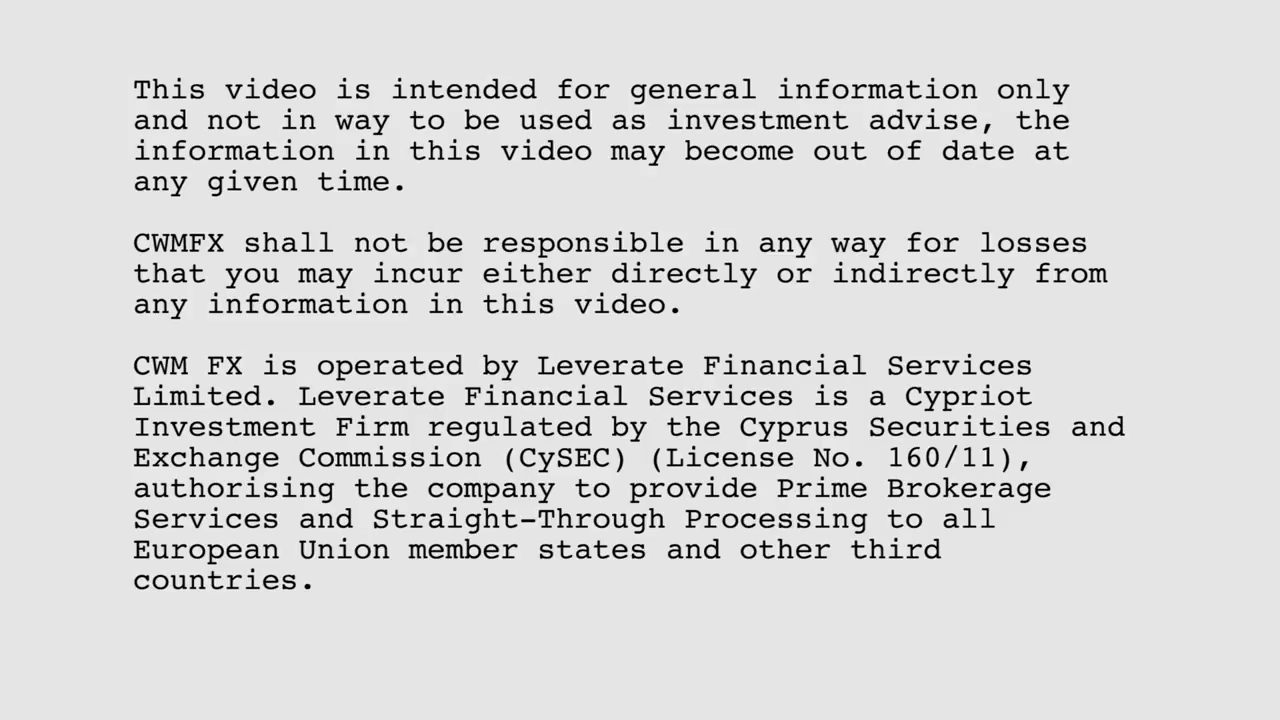 This video is intended for general information only
and not in way to be used as investment advise, the
information in this video may become out of date at
any given time.
CWMFX shall not be responsible in any way for losses
that you may incur either directly or indirectly from
any information in this video.
CWM FX is operated by Leverate Financial Services
Limited. Leverate Financial Services is a Cypriot
Investment Firm regulated by the Cyprus Securities and
Exchange Commission (CySEC) (License No. 160/11),
authorising the company to provide Prime Brokerage
Services and Straight-Through Processing to all
European Union member states and other third
countries.